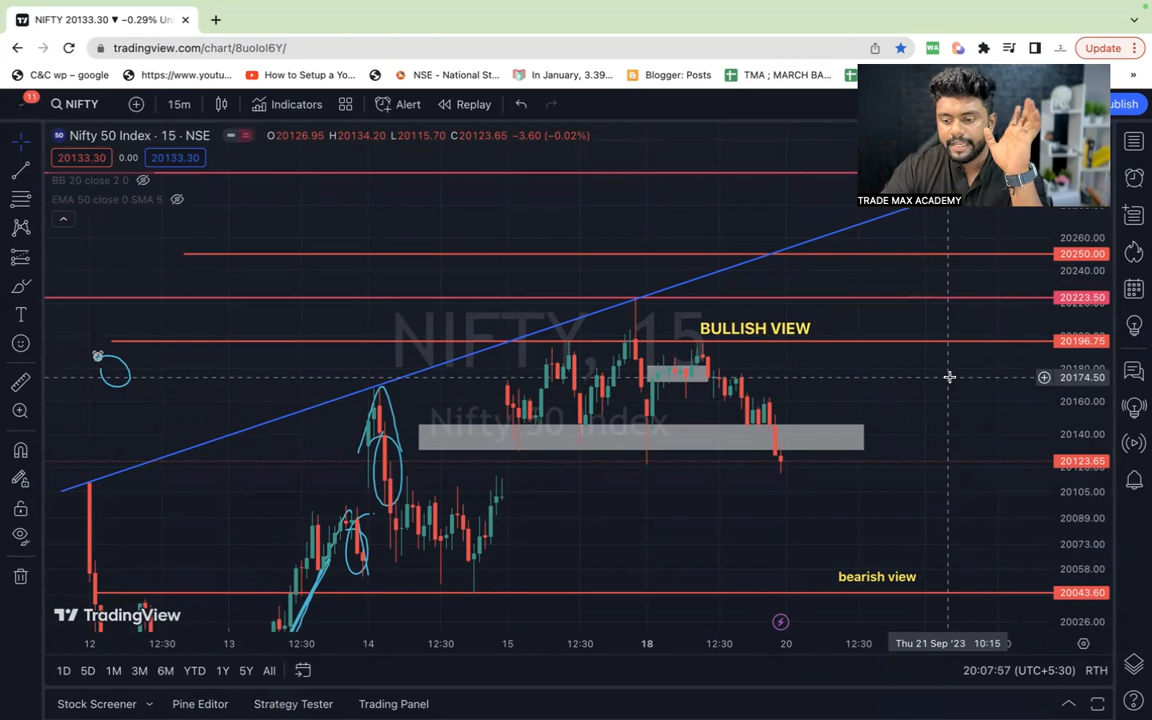 NIFTY 20133.30 ▼ −0.29% Un
tradingview.com/chart/8uoIoI6Y/
Update
C&C wp – google
https://www.youtu...
How to Setup a Yo...
NSE - National St...
In January, 3.39...
Blogger: Posts
TMA ; MARCH BA...
»
11
NIFTY
15m
Indicators
Alert
Replay
ublish
Nifty 50 Index · 15 · NSE
O20126.95 H20134.20 L20115.70 C20123.65 −3.60 (−0.02%)
20133.30
0.00
20133.30
BB 20 close 2 0
EMA 50 close 0 SMA 5
TRADE MAX ACADEMY
NIFTY, 15
Nifty 50 Index
BULLISH VIEW
bearish view
20260.00
20250.00
20240.00
20223.50
20196.75
20174.50
20160.00
20140.00
20123.65
20105.00
20089.00
20073.00
20058.00
20043.60
20026.00
TradingView
12
12:30
13
12:30
14
12:30
15
12:30
18
12:30
20
12:30
Thu 21 Sep '23 10:15
1D
5D
1M
3M
6M
YTD
1Y
5Y
All
20:07:57 (UTC+5:30)
RTH
Stock Screener
Pine Editor
Strategy Tester
Trading Panel